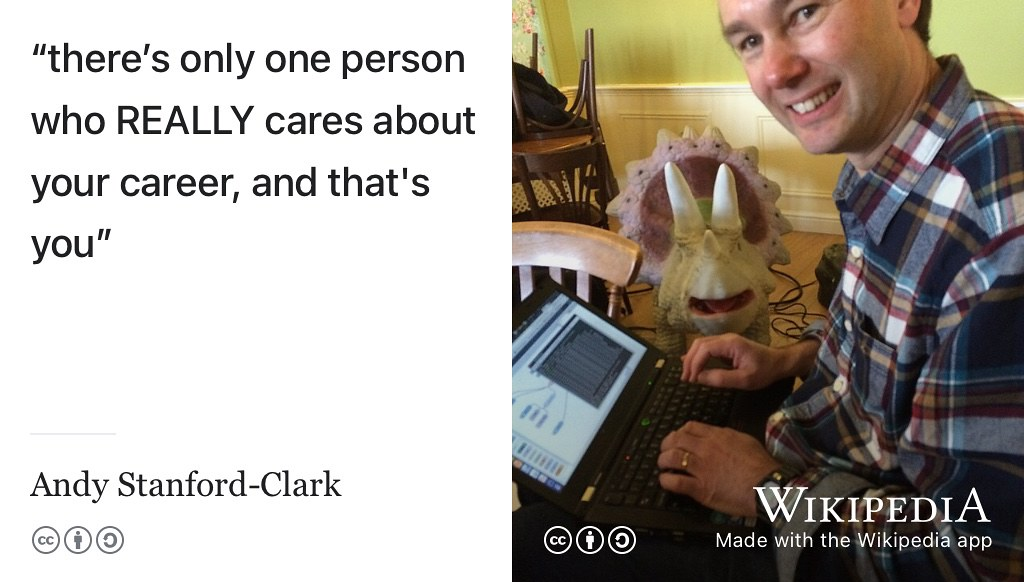 “there’s only one person
who REALLY cares about
your career, and that's
you”
Andy Stanford-Clark
WIKIPEDIA
Made with the Wikipedia app